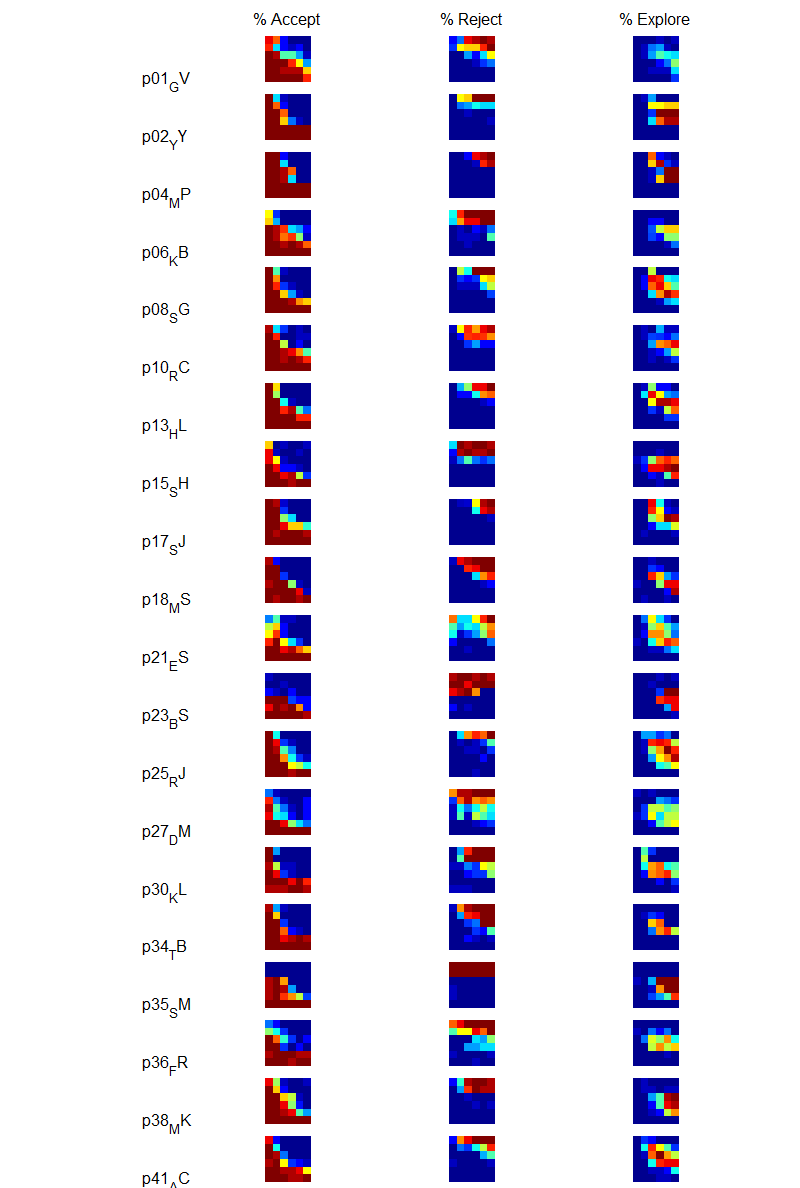 % Accept % Reject % Explore
p01GV
p02YY
p04MP
p06KB
p08SG
p10RC
p13HL
p15SH
p17SJ
p18MS
p21ES
p23BS
p25RJ
p27DM
p30KL
p34TB
p35SM
p36FR
p38MK
p41AC